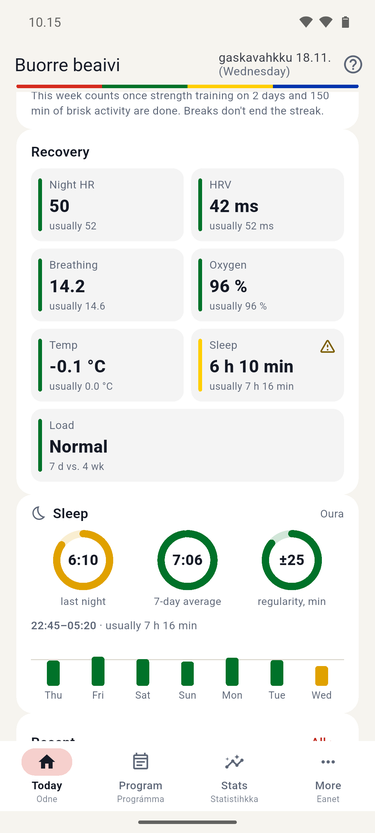 10.15
Buorre beaivi
gaskavahkku 18.11.
(Wednesday)
This week counts once strength training on 2 days and 150
min of brisk activity are done. Breaks don't end the streak.
Recovery
Night HR
50
usually 52
HRV
42 ms
usually 52 ms
Breathing
14.2
usually 14.6
Oxygen
96 %
usually 96 %
Temp
-0.1 °C
usually 0.0 °C
Sleep
6 h 10 min
usually 7 h 16 min
Load
Normal
7 d vs. 4 wk
Sleep
Oura
6:10
7:06
±25
last night
7-day average
regularity, min
22:45–05:20 · usually 7 h 16 min
Thu
Fri
Sat
Sun
Mon
Tue
Wed
Recent
All
Today
Program
Stats
More
Odne
Prográmma
Statistihkka
Eanet